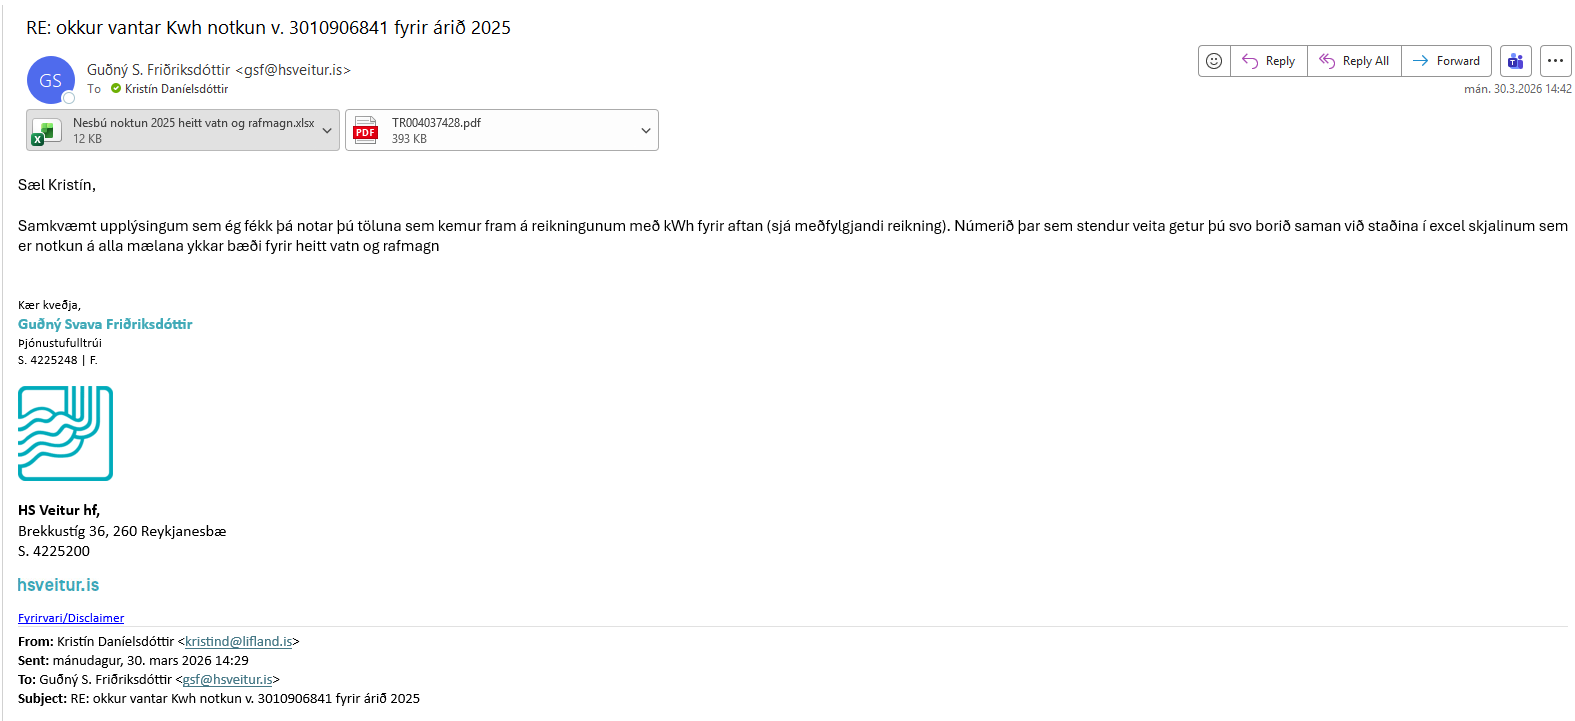 RE: okkur vantar Kwh notkun v. 3010906841 fyrir árið 2025
GS
Guðný S. Friðriksdóttir <gsf@hsveitur.is>
To Kristín Daníelsdóttir
Reply
Reply All
Forward
mán. 30.3.2026 14:42
Nesbú noktun 2025 heitt vatn og rafmagn.xlsx
12 KB
TR004037428.pdf
393 KB
Sæl Kristín,
Samkvæmt upplýsingum sem ég fékk þá notar þú töluna sem kemur fram á reikningunum með kWh fyrir aftan (sjá meðfylgjandi reikning). Númerið þar sem stendur veita getur þú svo borið saman við staðina í excel skjalinum sem
er notkun á alla mælana ykkar bæði fyrir heitt vatn og rafmagn
Kær kveðja,
Guðný Svava Friðriksdóttir
Þjónustufulltrúi
S. 4225248 | F.
HS Veitur hf,
Brekkustíg 36, 260 Reykjanesbæ
S. 4225200
hsveitur.is
Fyrirvari/Disclaimer
From: Kristín Daníelsdóttir <kristind@lifland.is>
Sent: mánudagur, 30. mars 2026 14:29
To: Guðný S. Friðriksdóttir <gsf@hsveitur.is>
Subject: RE: okkur vantar Kwh notkun v. 3010906841 fyrir árið 2025